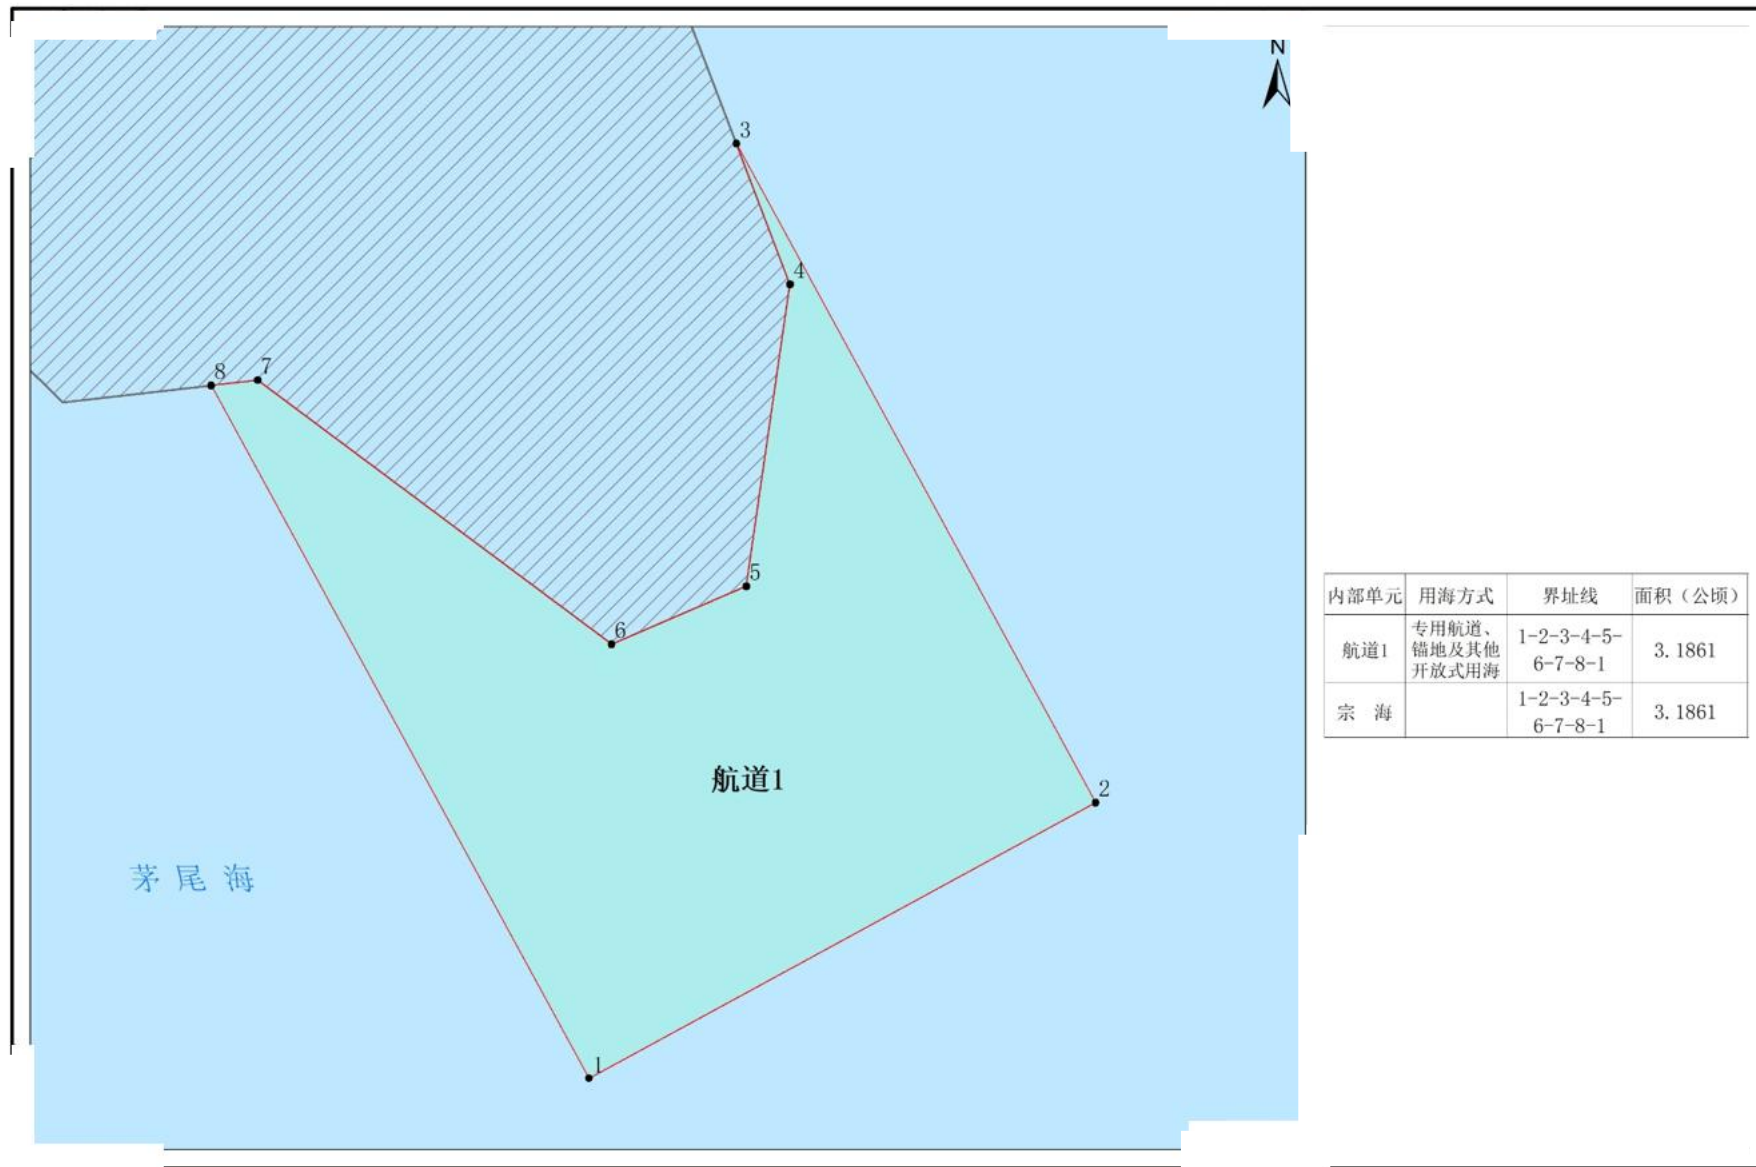 N
3
4
8
7
5
6
航道1
2
茅尾海
1
内部单元 用海方式 界址线 面积（公顷）
航道1 专用航道、 1-2-3-4-5- 3.1861
锚地及其他 6-7-8-1
开放式用海
宗 海 1-2-3-4-5- 3.1861
6-7-8-1